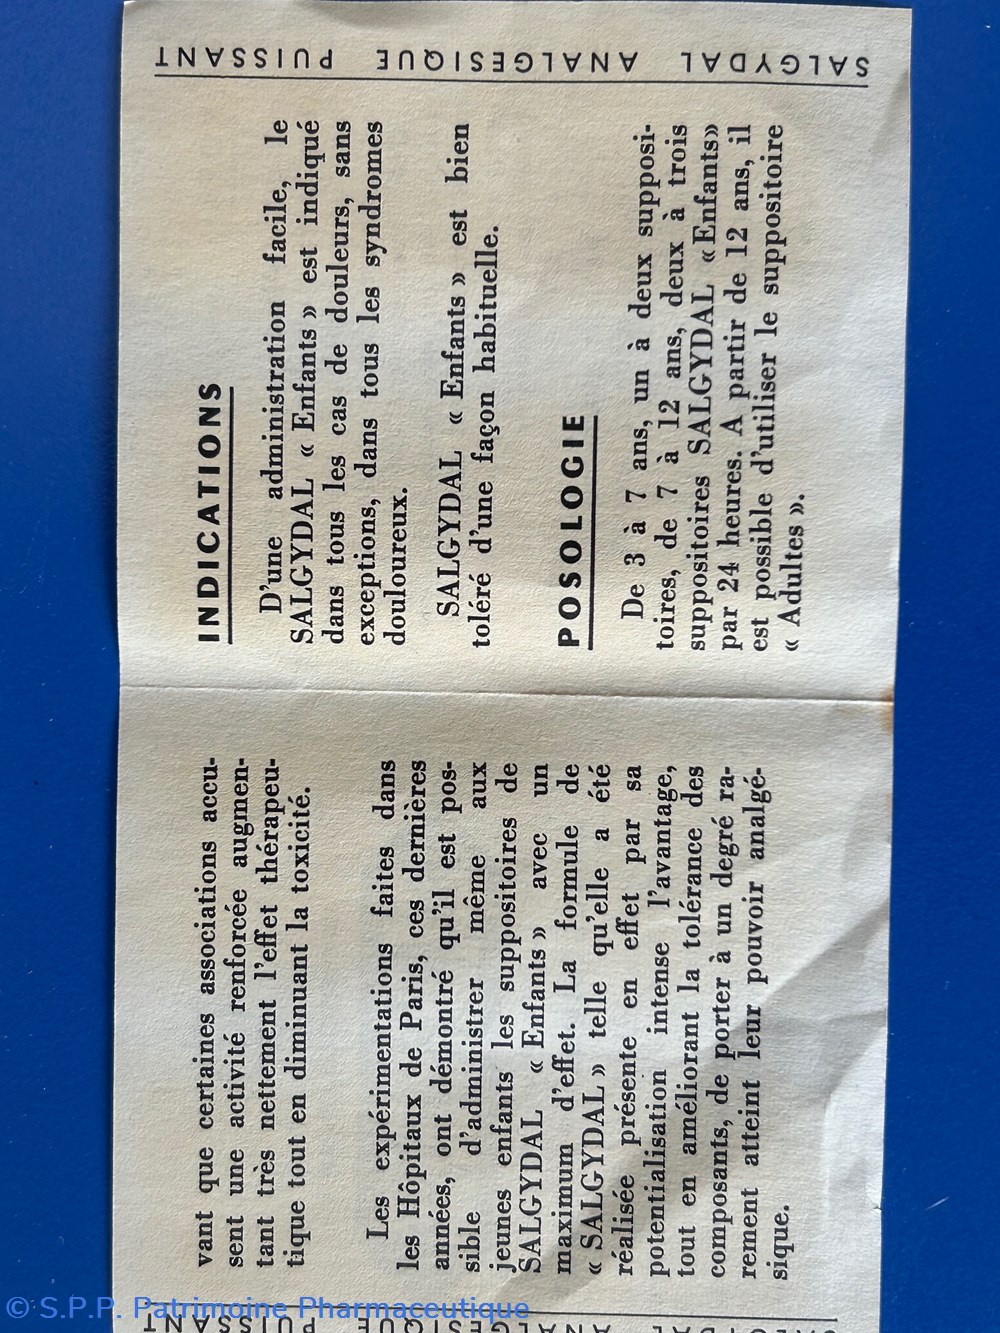 vant que certaines associations accu-
sent une activité renforcée augmen-
tant très nettement l'effet thérapeu-
tique tout en diminuant la toxicité.
Les expérimentations faites dans
les Hôpitaux de Paris, ces dernières
années, ont démontré qu'il est pos-
sible d'administrer même aux
jeunes enfants les suppositoires de
SALGYDAL « Enfants » avec un
maximum d'effet. La formule de
« SALGYDAL » telle qu'elle a été
réalisée présente en effet par sa
potentialisation intense l'avantage,
tout en améliorant la tolérance des
composants, de porter à un degré ra-
rement atteint leur pouvoir analgé-
sique.
INDICATIONS
D'une administration facile, le
SALGYDAL « Enfants » est indiqué
dans tous les cas de douleurs, sans
exceptions, dans tous les syndromes
douloureux.
SALGYDAL « Enfants » est bien
toléré d'une façon habituelle.
POSOLOGIE
De 3 à 7 ans, un à deux supposi-
toires, de 7 à 12 ans, deux à trois
suppositoires SALGYDAL «Enfants»
par 24 heures. A partir de 12 ans, il
est possible d'utiliser le suppositoire
« Adultes ».
SALGYDAL ANALGESIQUE PUISSANT
© S.P.P. Patrimoine Pharmaceutique